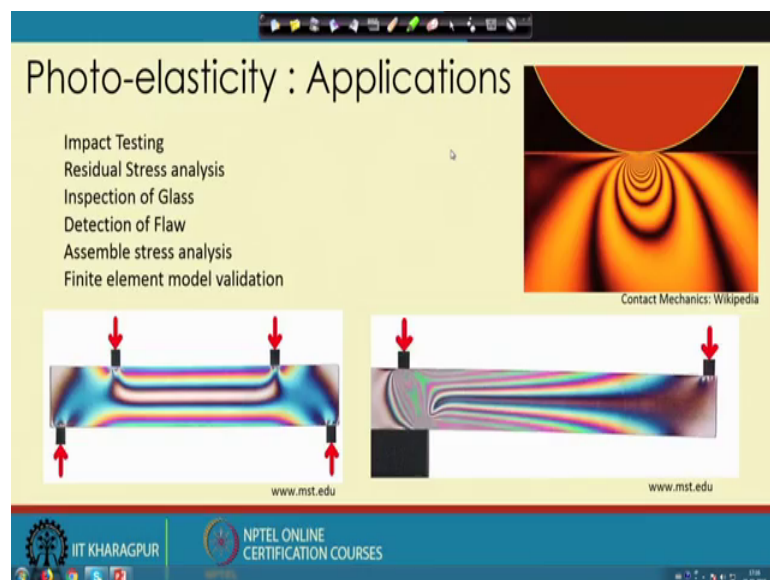 Photo-elasticity : Applications
Impact Testing
Residual Stress analysis
Inspection of Glass
Detection of Flaw
Assemble stress analysis
Finite element model validation
Contact Mechanics: Wikipedia
www.mst.edu
www.mst.edu
IIT KHARAGPUR
NPTEL ONLINE
CERTIFICATION COURSES